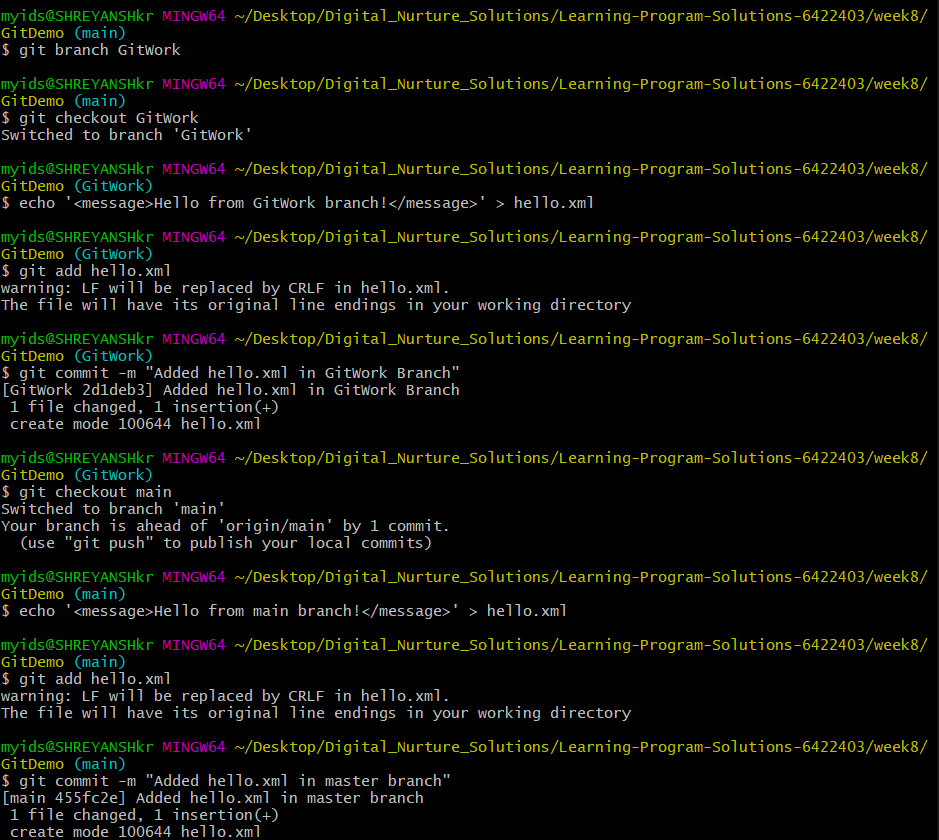 myids@SHREYANSHkr MINGW64 ~/Desktop/Digital_Nurture_Solutions/Learning-Program-Solutions-6422403/week8/
GitDemo (main)
$ git branch GitWork
myids@SHREYANSHkr MINGW64 ~/Desktop/Digital_Nurture_Solutions/Learning-Program-Solutions-6422403/week8/
GitDemo (main)
$ git checkout GitWork
Switched to branch 'GitWork'
myids@SHREYANSHkr MINGW64 ~/Desktop/Digital_Nurture_Solutions/Learning-Program-Solutions-6422403/week8/
GitDemo (GitWork)
$ echo '<message>Hello from GitWork branch!</message>' > hello.xml
myids@SHREYANSHkr MINGW64 ~/Desktop/Digital_Nurture_Solutions/Learning-Program-Solutions-6422403/week8/
GitDemo (GitWork)
$ git add hello.xml
warning: LF will be replaced by CRLF in hello.xml.
The file will have its original line endings in your working directory
myids@SHREYANSHkr MINGW64 ~/Desktop/Digital_Nurture_Solutions/Learning-Program-Solutions-6422403/week8/
GitDemo (GitWork)
$ git commit -m "Added hello.xml in GitWork Branch"
[GitWork 2d1deb3] Added hello.xml in GitWork Branch
 1 file changed, 1 insertion(+)
 create mode 100644 hello.xml
myids@SHREYANSHkr MINGW64 ~/Desktop/Digital_Nurture_Solutions/Learning-Program-Solutions-6422403/week8/
GitDemo (GitWork)
$ git checkout main
Switched to branch 'main'
Your branch is ahead of 'origin/main' by 1 commit.
  (use "git push" to publish your local commits)
myids@SHREYANSHkr MINGW64 ~/Desktop/Digital_Nurture_Solutions/Learning-Program-Solutions-6422403/week8/
GitDemo (main)
$ echo '<message>Hello from main branch!</message>' > hello.xml
myids@SHREYANSHkr MINGW64 ~/Desktop/Digital_Nurture_Solutions/Learning-Program-Solutions-6422403/week8/
GitDemo (main)
$ git add hello.xml
warning: LF will be replaced by CRLF in hello.xml.
The file will have its original line endings in your working directory
myids@SHREYANSHkr MINGW64 ~/Desktop/Digital_Nurture_Solutions/Learning-Program-Solutions-6422403/week8/
GitDemo (main)
$ git commit -m "Added hello.xml in master branch"
[main 455fc2e] Added hello.xml in master branch
 1 file changed, 1 insertion(+)
 create mode 100644 hello.xml